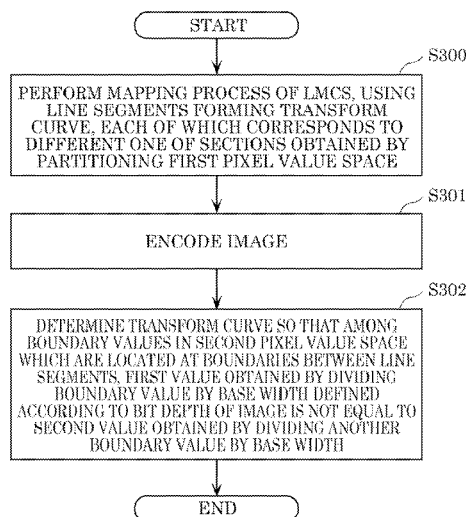 START
S300
PERFORM MAPPING PROCESS OF LMCS, USING
LINE SEGMENTS FORMING TRANSFORM
CURVE, EACH OF WHICH CORRESPONDS TO
DIFFERENT ONE OF SECTIONS OBTAINED BY
PARTITIONING FIRST PIXEL VALUE SPACE
S301
ENCODE IMAGE
S302
DETERMINE TRANSFORM CURVE SO THAT AMONG
BOUNDARY VALUES IN SECOND PIXEL VALUE SPACE
WHICH ARE LOCATED AT BOUNDARIES BETWEEN LINE
SEGMENTS, FIRST VALUE OBTAINED BY DIVIDING
BOUNDARY VALUE BY BASE WIDTH DEFINED
ACCORDING TO BIT DEPTH OF IMAGE IS NOT EQUAL TO
SECOND VALUE OBTAINED BY DIVIDING ANOTHER
BOUNDARY VALUE BY BASE WIDTH
END